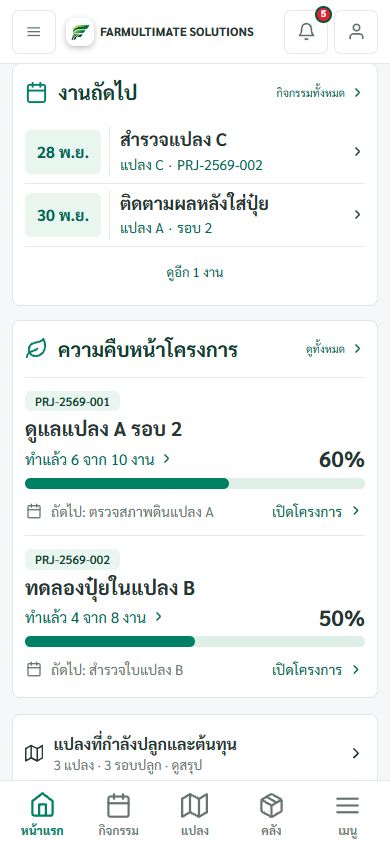 FARMULTIMATE SOLUTIONS
5
งานถัดไป
กิจกรรมทั้งหมด
28 พ.ย.
สำรวจแปลง C
แปลง C · PRJ-2569-002
30 พ.ย.
ติดตามผลหลังใส่ปุ๋ย
แปลง A · รอบ 2
ดูอีก 1 งาน
ความคืบหน้าโครงการ
ดูทั้งหมด
PRJ-2569-001
ดูแลแปลง A รอบ 2
ทำแล้ว 6 จาก 10 งาน
60%
ถัดไป: ตรวจสภาพดินแปลง A
เปิดโครงการ
PRJ-2569-002
ทดลองปุ๋ยในแปลง B
ทำแล้ว 4 จาก 8 งาน
50%
ถัดไป: สำรวจใบแปลง B
เปิดโครงการ
แปลงที่กำลังปลูกและต้นทุน
3 แปลง · 3 รอบปลูก · ดูสรุป
หน้าแรก
กิจกรรม
แปลง
คลัง
เมนู